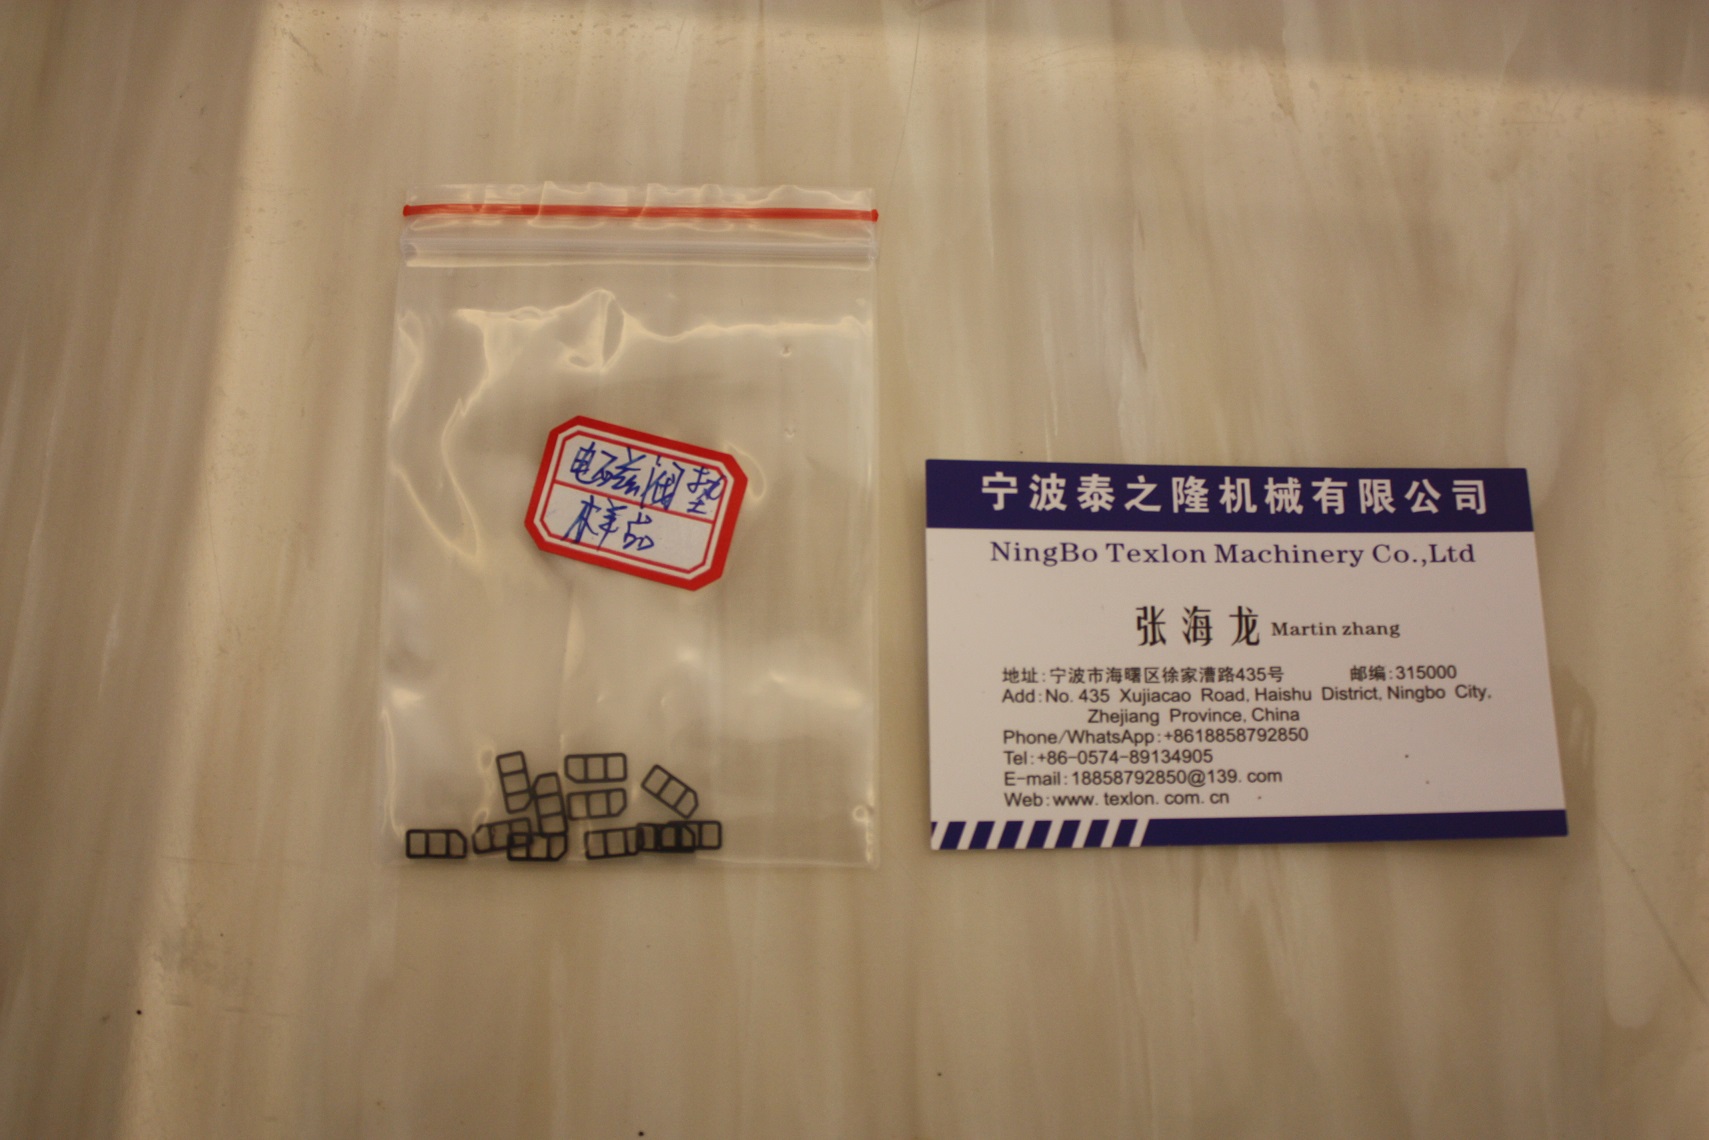 电磁阀垫
样品
宁波泰之隆机械有限公司
NingBo Texlon Machinery Co.,Ltd
张海龙 Martin zhang
地址:宁波市海曙区徐家漕路435号 邮编:315000
Add:No. 435 Xujiacao Road, Haishu District, Ningbo City,
Zhejiang Province, China
Phone/WhatsApp:+8618858792850
Tel:+86-0574-89134905
E-mail:18858792850@139. com
Web:www. texlon. com. cn